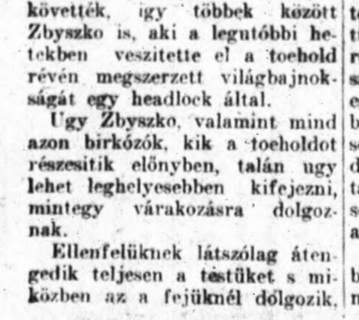 követték, igy többek között
Zbyszko is, aki a legutóbbi he-
tekben veszitette el a toehold
révén megszerzett világbajnok-
ságát egy headlock által.
Ugy Zbyszko, valamint mind
azon birkózók, kik a toeholdot
részesitik előnyben, talán ugy
lehet leghelyesebben kifejezni,
mintegy várakozásra dolgoz-
nak.
Ellenfelüknek látszólag áten-
gedik teljesen a testüket s mi-
közben az a fejüknél dolgozik,